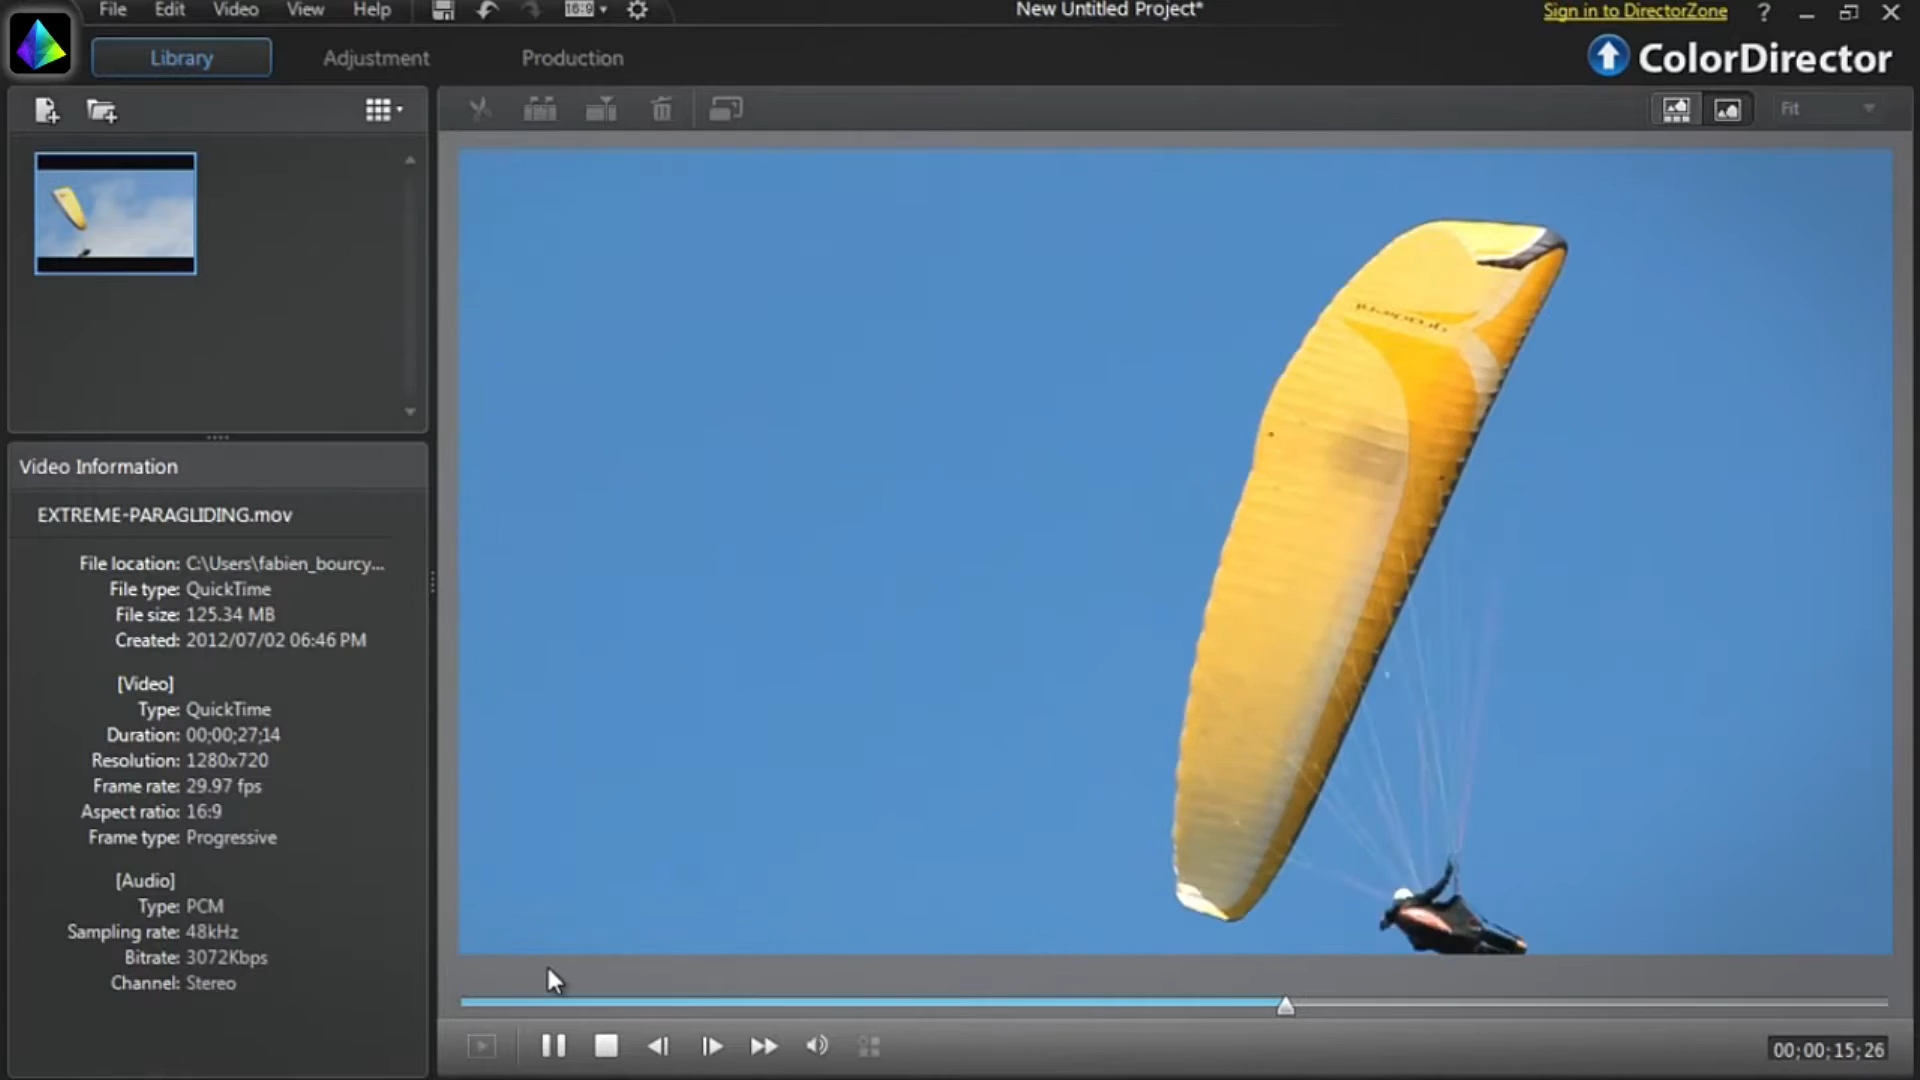 File Edit Video View Help 16:9 New Untitled Project* Sign in to DirectorZone ?
Library Adjustment Production ColorDirector
Fit
Video Information
EXTREME-PARAGLIDING.mov
File location: C:\Users\fabien_bourcy...
File type: QuickTime
File size: 125.34 MB
Created: 2012/07/02 06:46 PM
[Video]
Type: QuickTime
Duration: 00;00;27;14
Resolution: 1280x720
Frame rate: 29.97 fps
Aspect ratio: 16:9
Frame type: Progressive
[Audio]
Type: PCM
Sampling rate: 48kHz
Bitrate: 3072Kbps
Channel: Stereo
00;00;15;26